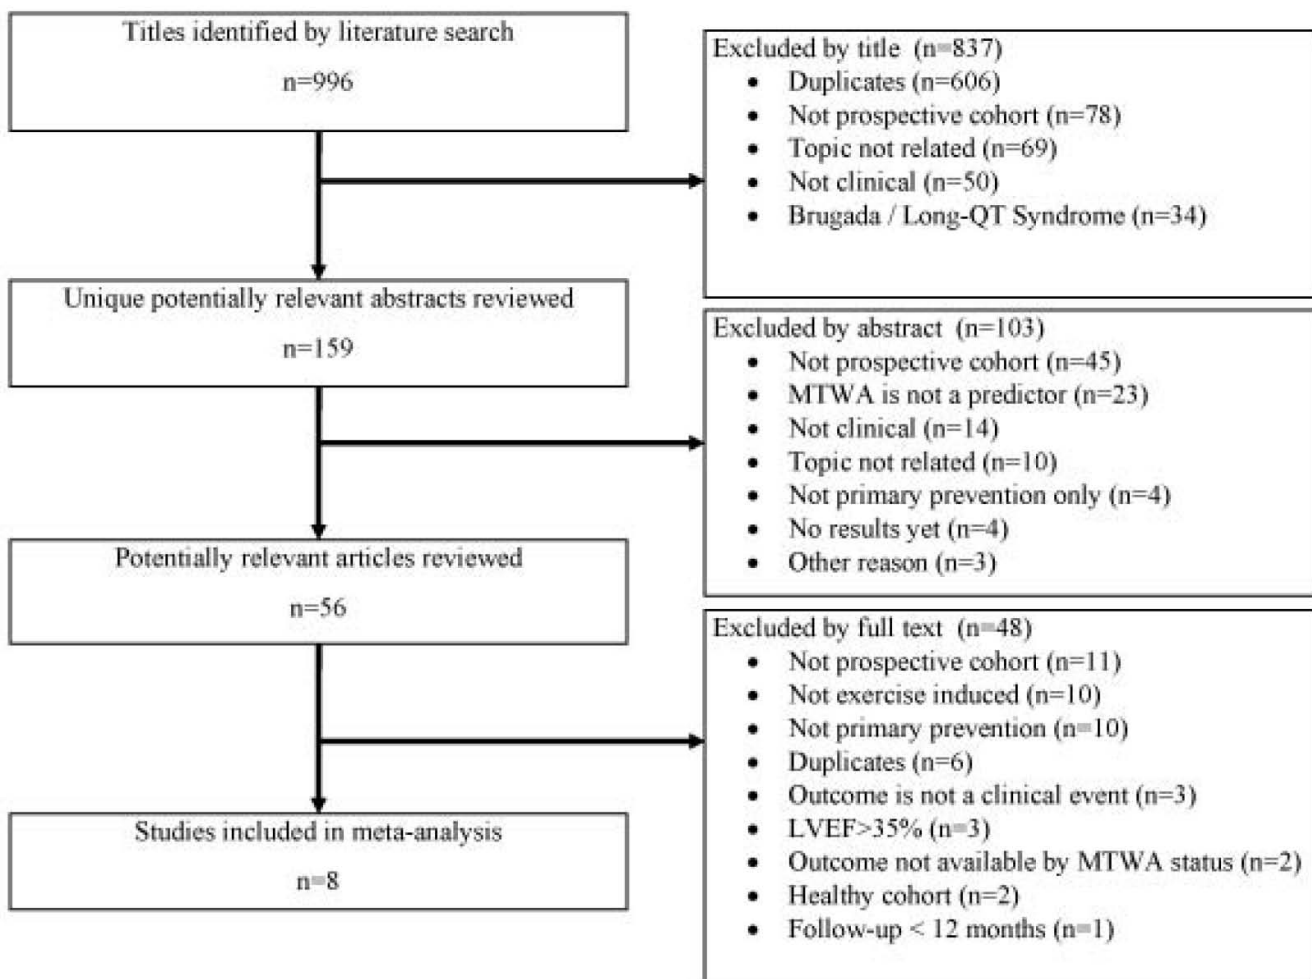 Titles identified by literature search
n=996
Excluded by title (n=837)
• Duplicates (n=606)
• Not prospective cohort (n=78)
• Topic not related (n=69)
• Not clinical (n=50)
• Brugada / Long-QT Syndrome (n=34)
Unique potentially relevant abstracts reviewed
n=159
Excluded by abstract (n=103)
• Not prospective cohort (n=45)
• MTWA is not a predictor (n=23)
• Not clinical (n=14)
• Topic not related (n=10)
• Not primary prevention only (n=4)
• No results yet (n=4)
• Other reason (n=3)
Potentially relevant articles reviewed
n=56
Excluded by full text (n=48)
• Not prospective cohort (n=11)
• Not exercise induced (n=10)
• Not primary prevention (n=10)
• Duplicates (n=6)
• Outcome is not a clinical event (n=3)
• LVEF>35% (n=3)
• Outcome not available by MTWA status (n=2)
• Healthy cohort (n=2)
• Follow-up < 12 months (n=1)
Studies included in meta-analysis
n=8